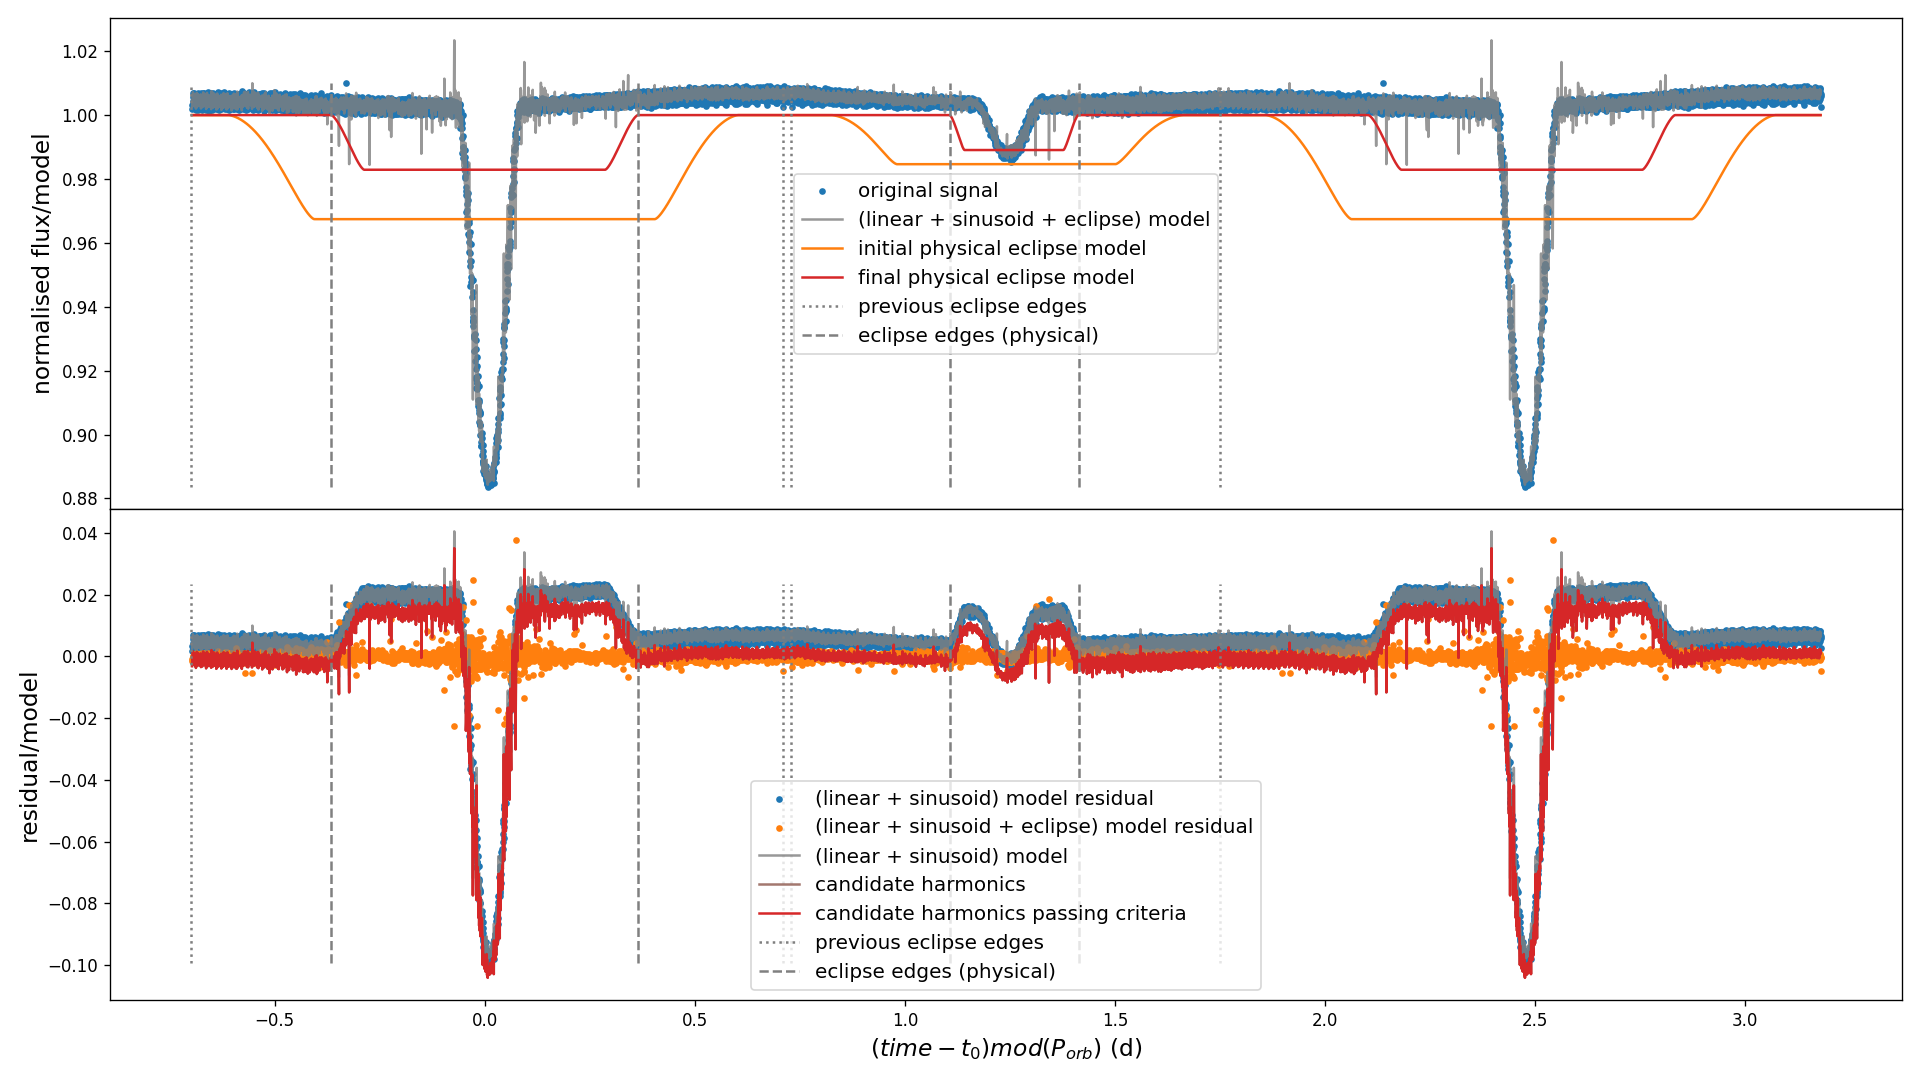 normalised flux/model
1.02
1.00
0.98
0.96
0.94
0.92
0.90
0.88
original signal
(linear + sinusoid + eclipse) model
initial physical eclipse model
final physical eclipse model
previous eclipse edges
eclipse edges (physical)
residual/model
0.04
0.02
0.00
−0.02
−0.04
−0.06
−0.08
−0.10
(linear + sinusoid) model residual
(linear + sinusoid + eclipse) model residual
(linear + sinusoid) model
candidate harmonics
candidate harmonics passing criteria
previous eclipse edges
eclipse edges (physical)
−0.5 0.0 0.5 1.0 1.5 2.0 2.5 3.0
(time − t₀)mod(Pₒᵣb) (d)